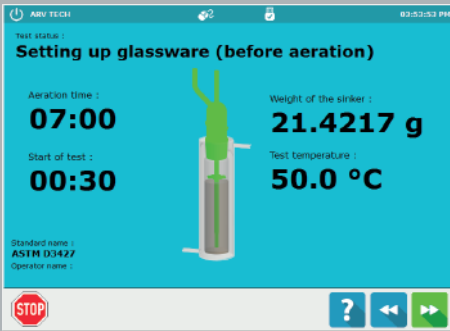 ARV TECH
03:53:53 PM
Test status :
Setting up glassware (before aeration)
Aeration time :
07:00
Weight of the sinker :
21.4217 g
Start of test :
00:30
Test temperature :
50.0 °C
Standard name :
ASTM D3427
Operator name :
STOP
?